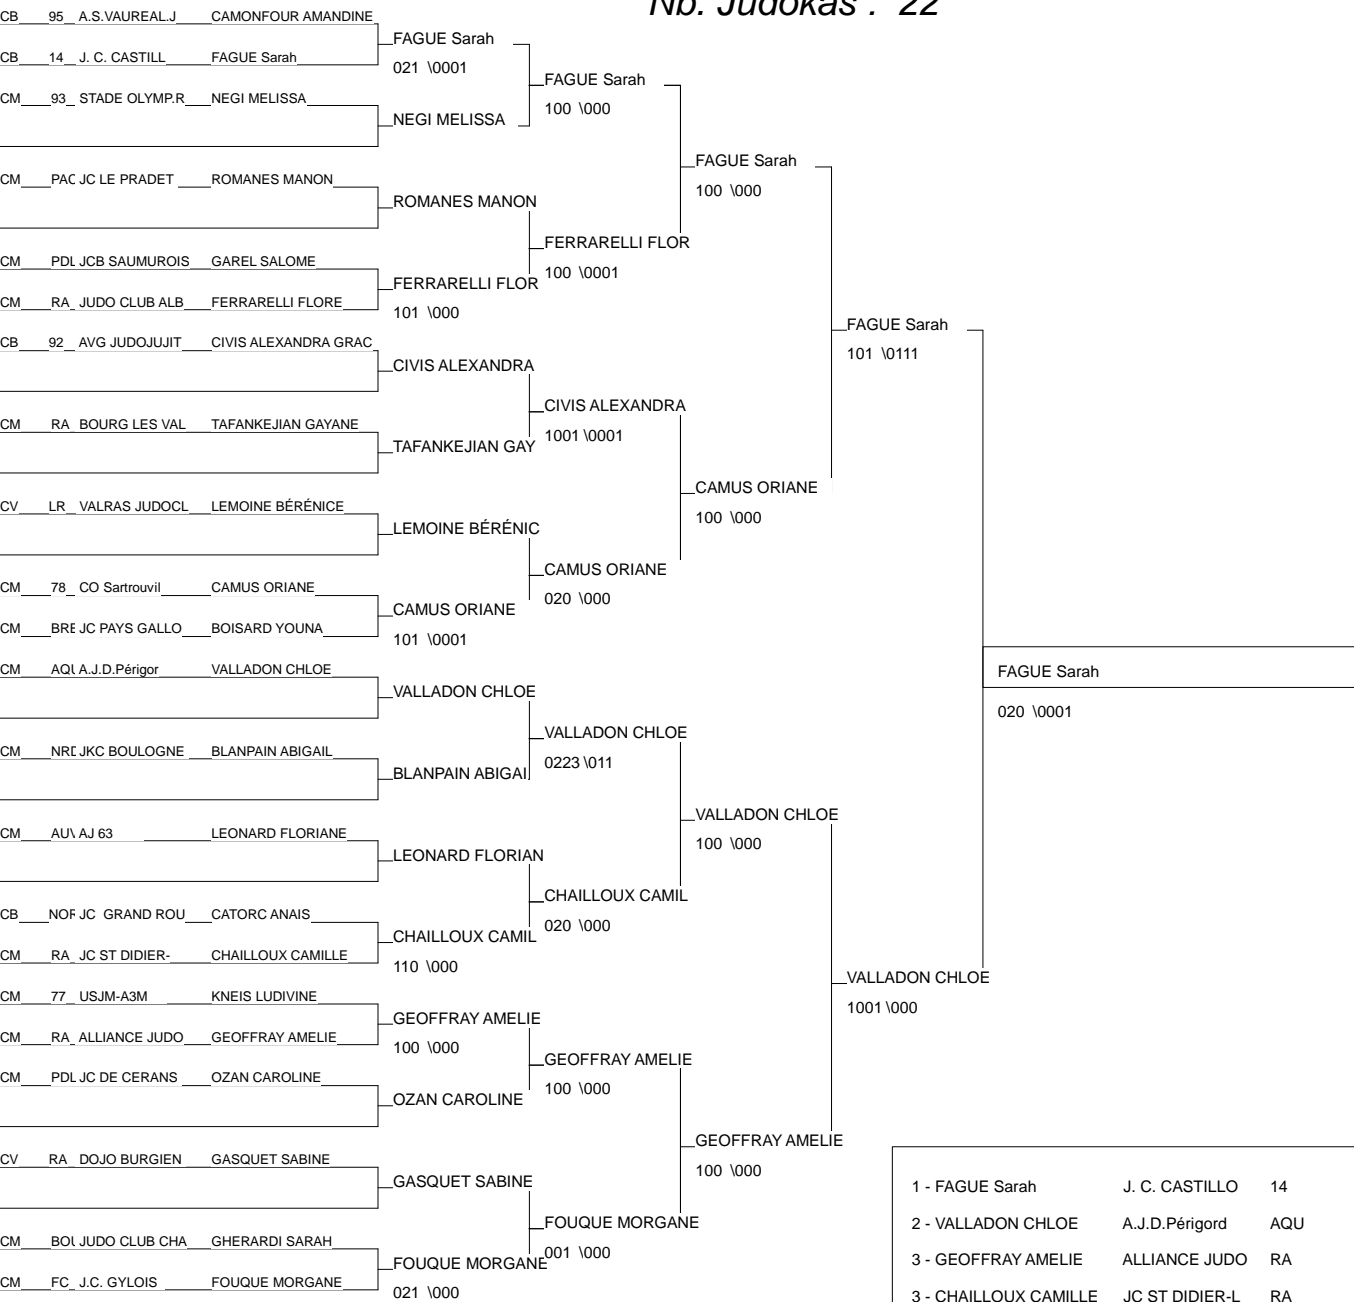 Nb. Judokas : 22
CB 95 A.S.VAUREAL.J CAMONFOUR AMANDINE
FAGUE Sarah
021 \0001
CB 14 J. C. CASTILL FAGUE Sarah
FAGUE Sarah
100 \000
CM 93 STADE OLYMP.R NEGI MELISSA
NEGI MELISSA
FAGUE Sarah
100 \000
CM PAC JC LE PRADET ROMANES MANON
ROMANES MANON
FERRARELLI FLOR
100 \0001
CM PDL JCB SAUMUROIS GAREL SALOME
FERRARELLI FLOR
101 \000
CM RA JUDO CLUB ALB FERRARELLI FLORE
FAGUE Sarah
101 \0111
CB 92 AVG JUDOJUJIT CIVIS ALEXANDRA GRAC
CIVIS ALEXANDRA
CIVIS ALEXANDRA
1001 \0001
CM RA BOURG LES VAL TAFANKEJIAN GAYANE
TAFANKEJIAN GAY
CAMUS ORIANE
100 \000
CV LR VALRAS JUDOCL LEMOINE BÉRÉNICE
LEMOINE BÉRÉNIC
CAMUS ORIANE
020 \000
CM 78 CO Sartrouvil CAMUS ORIANE
CAMUS ORIANE
101 \0001
CM BRE JC PAYS GALLO BOISARD YOUNA
FAGUE Sarah
020 \0001
CM AQU A.J.D.Périgor VALLADON CHLOE
VALLADON CHLOE
VALLADON CHLOE
0223 \011
CM NRD JKC BOULOGNE BLANPAIN ABIGAIL
BLANPAIN ABIGAI
VALLADON CHLOE
100 \000
CM AUV AJ 63 LEONARD FLORIANE
LEONARD FLORIAN
CHAILLOUX CAMIL
020 \000
CB NOR JC GRAND ROU CATORC ANAIS
CHAILLOUX CAMIL
110 \000
CM RA JC ST DIDIER- CHAILLOUX CAMILLE
VALLADON CHLOE
1001 \000
CM 77 USJM-A3M KNEIS LUDIVINE
GEOFFRAY AMELIE
100 \000
CM RA ALLIANCE JUDO GEOFFRAY AMELIE
GEOFFRAY AMELIE
100 \000
CM PDL JC DE CERANS OZAN CAROLINE
OZAN CAROLINE
GEOFFRAY AMELIE
100 \000
CV RA DOJO BURGIEN GASQUET SABINE
GASQUET SABINE
FOUQUE MORGANE
001 \000
CM BOU JUDO CLUB CHA GHERARDI SARAH
FOUQUE MORGANE
021 \000
CM FC J.C. GYLOIS FOUQUE MORGANE
1 - FAGUE Sarah J. C. CASTILLO 14
2 - VALLADON CHLOE A.J.D.Périgord AQU
3 - GEOFFRAY AMELIE ALLIANCE JUDO RA
3 - CHAILLOUX CAMILLE JC ST DIDIER-L RA